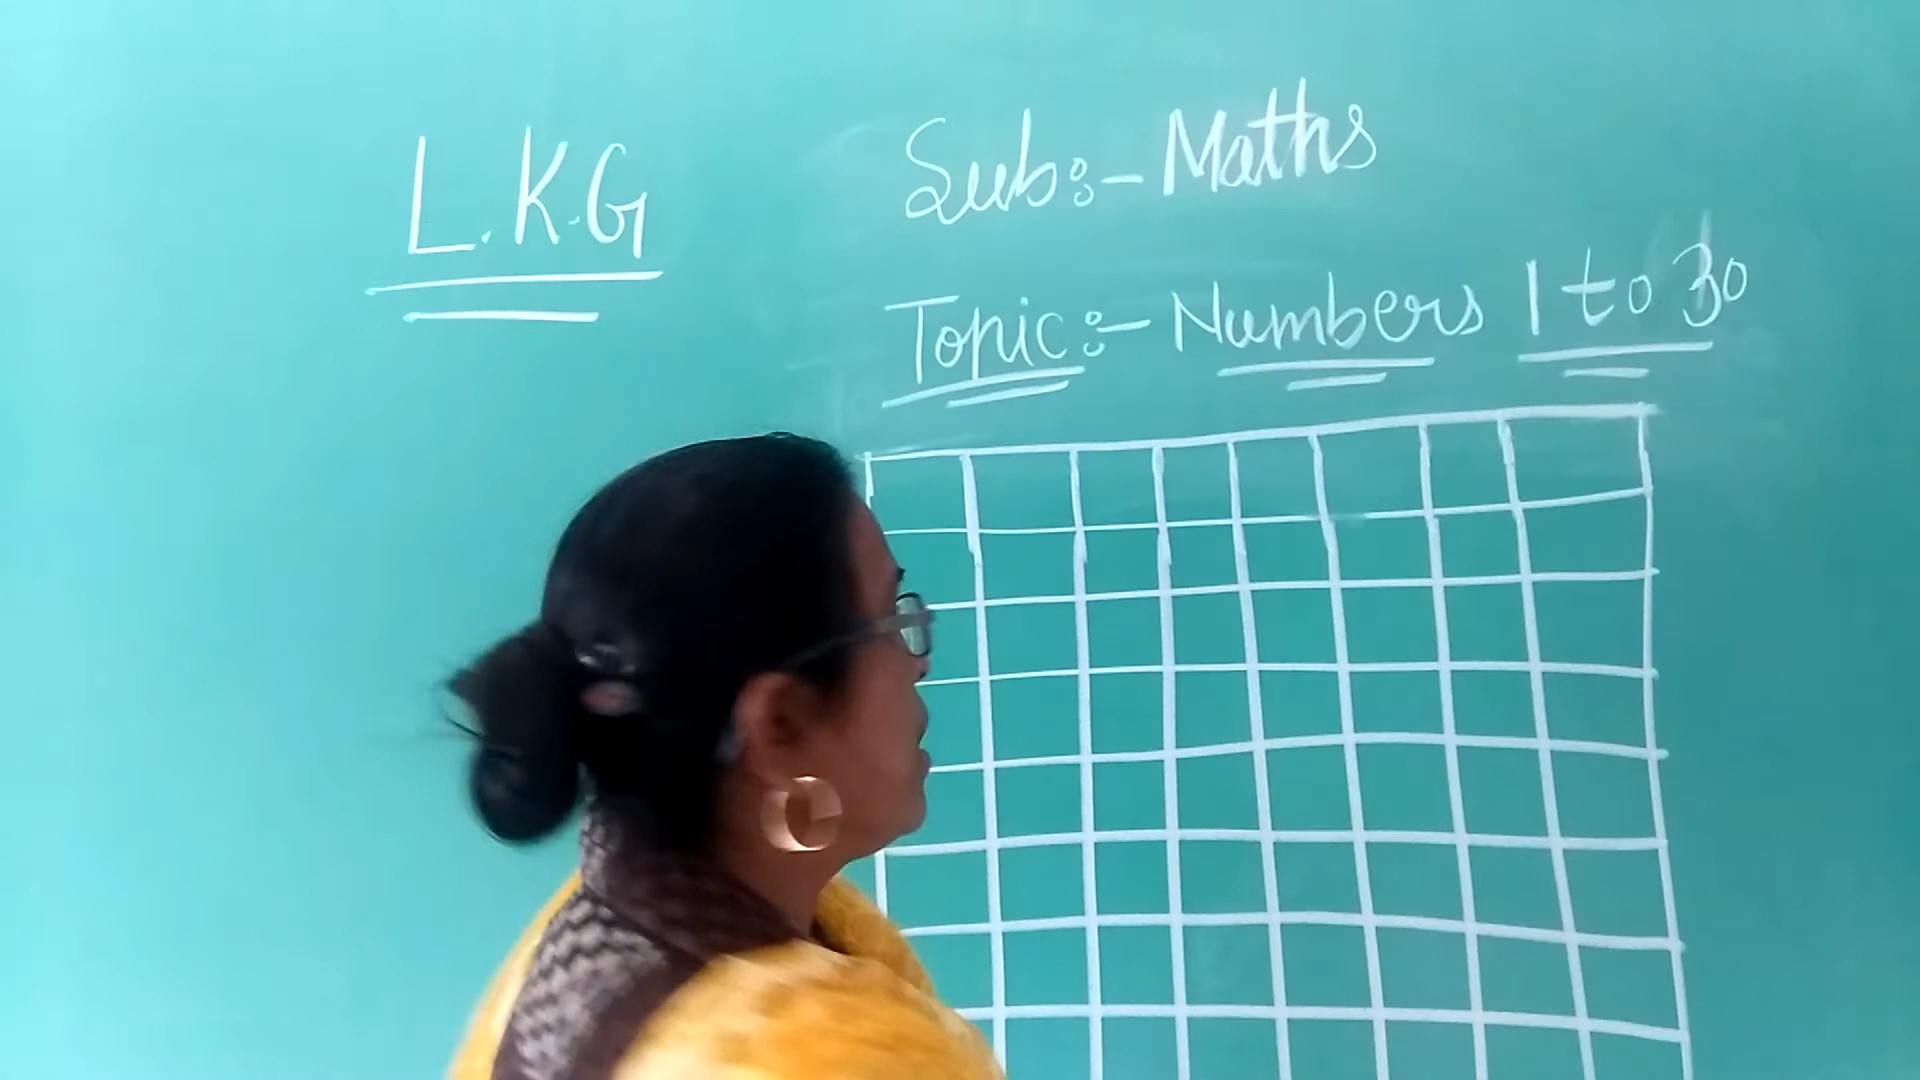 L.K.G
Sub:- Maths
Topic:- Numbers 1 to 30